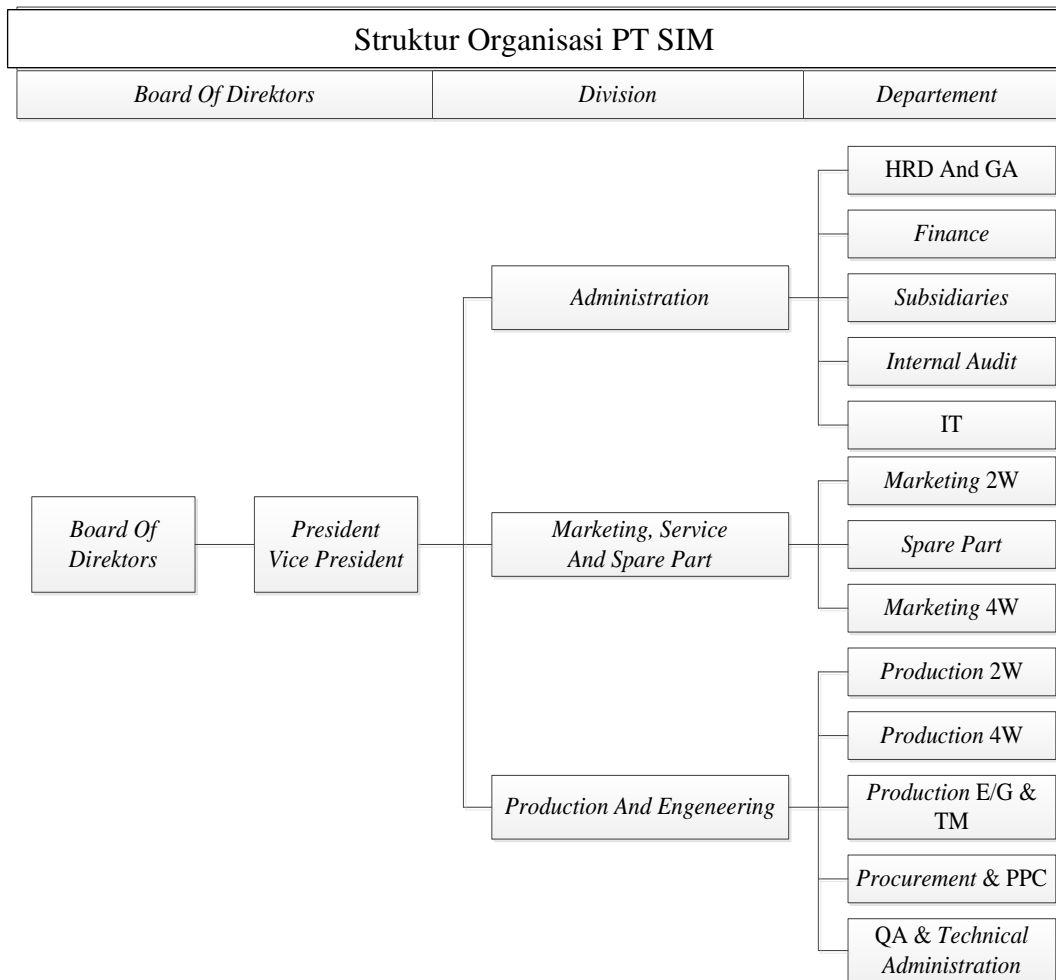 Struktur Organisasi PT SIM
Board Of Direktors
Division
Departement
HRD And GA
Finance
Administration
Subsidiaries
Internal Audit
IT
Board Of
Direktors
President
Vice President
Marketing, Service
And Spare Part
Marketing 2W
Spare Part
Marketing 4W
Production And Engeneering
Production 2W
Production 4W
Production E/G &
TM
Procurement & PPC
QA & Technical
Administration